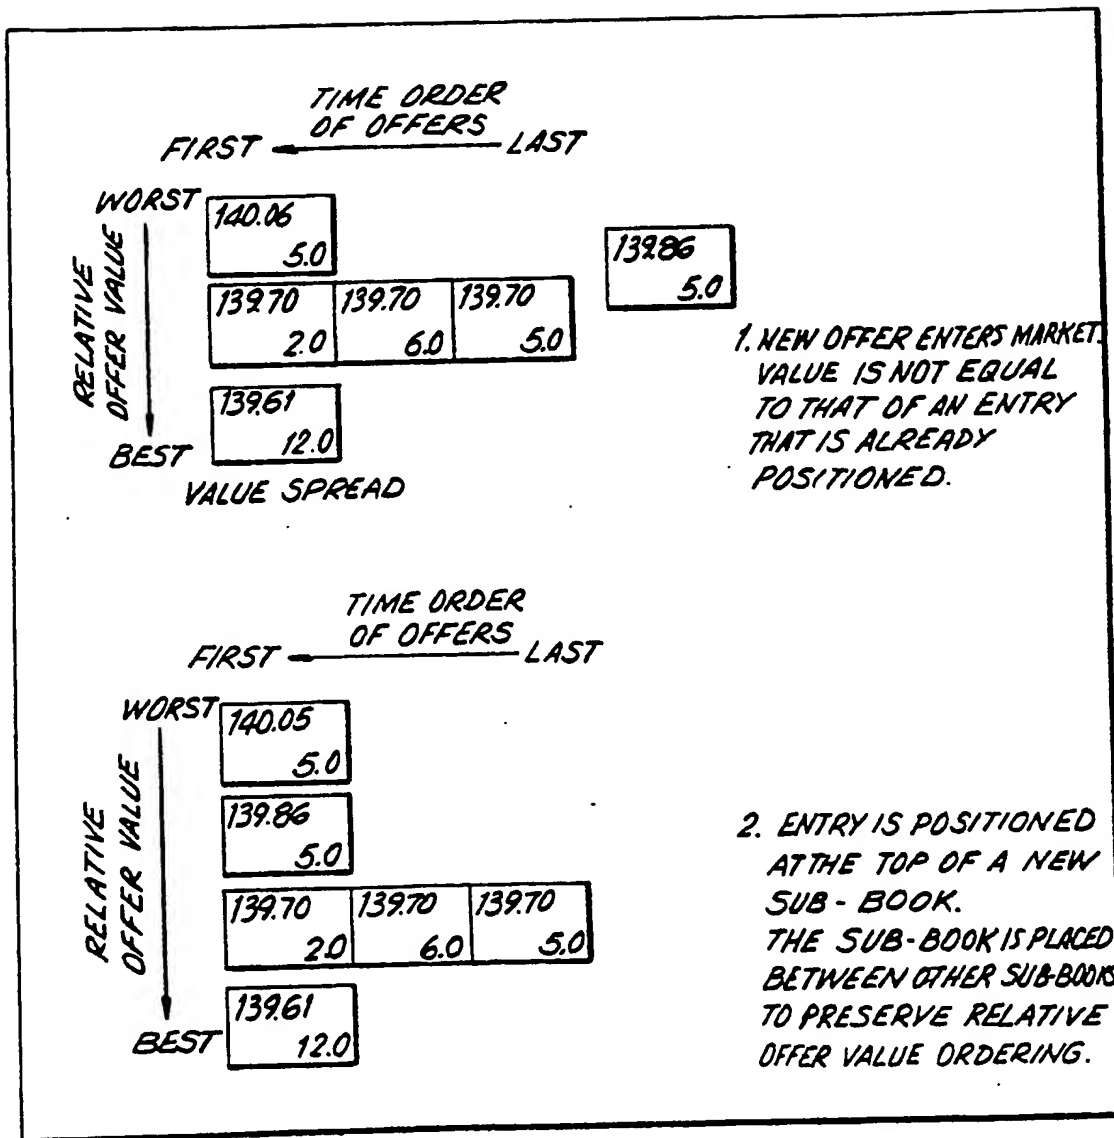 TIME ORDER
OF OFFERS
FIRST LAST
WORST
RELATIVE
OFFER VALUE
BEST
140.06
5.0
139.70 139.70 139.70
2.0 6.0 5.0
139.61
12.0
VALUE SPREAD
139.86
5.0
1. NEW OFFER ENTERS MARKET.
VALUE IS NOT EQUAL
TO THAT OF AN ENTRY
THAT IS ALREADY
POSITIONED.
TIME ORDER
OF OFFERS
FIRST LAST
WORST
RELATIVE
OFFER VALUE
BEST
140.05
5.0
139.86
5.0
139.70 139.70 139.70
2.0 6.0 5.0
139.61
12.0
2. ENTRY IS POSITIONED
AT THE TOP OF A NEW
SUB-BOOK.
THE SUB-BOOK IS PLACED
BETWEEN OTHER SUB-BOOKS
TO PRESERVE RELATIVE
OFFER VALUE ORDERING.